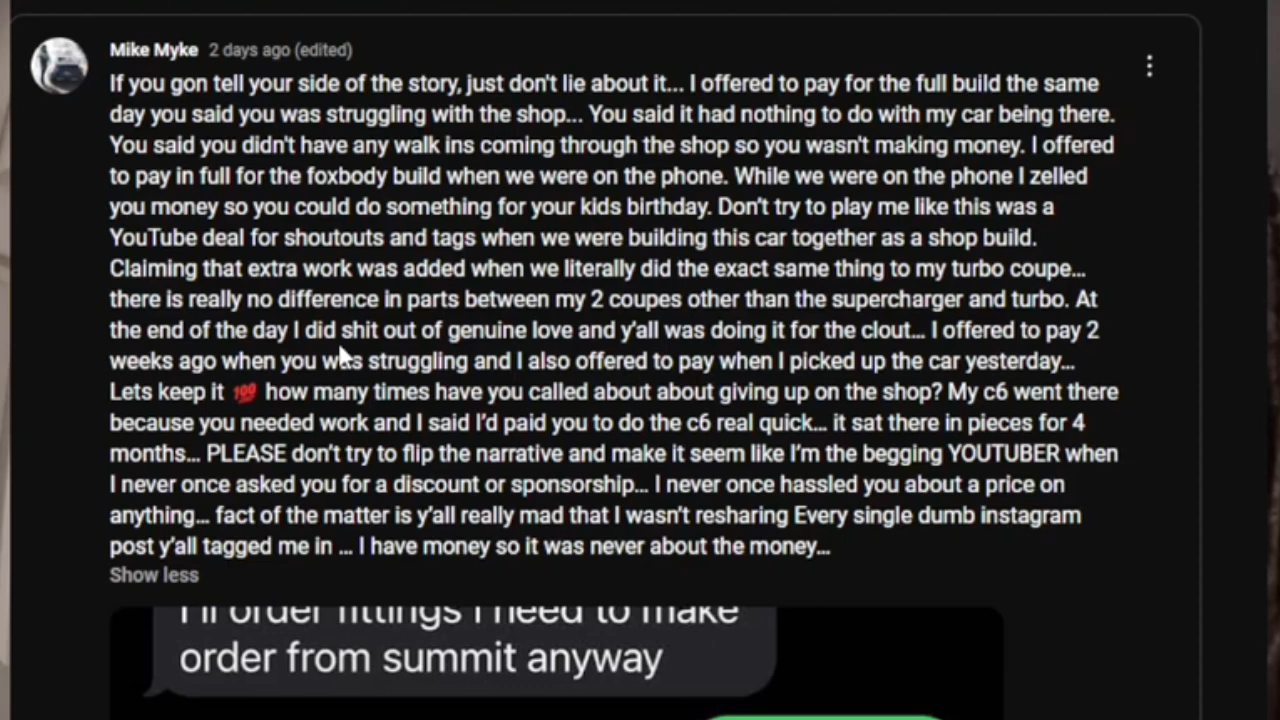 Mike Myke 2 days ago (edited)
If you gon tell your side of the story, just don't lie about it... I offered to pay for the full build the same
day you said you was struggling with the shop... You said it had nothing to do with my car being there.
You said you didn't have any walk ins coming through the shop so you wasn't making money. I offered
to pay in full for the foxbody build when we were on the phone. While we were on the phone I zelled
you money so you could do something for your kids birthday. Don't try to play me like this was a
YouTube deal for shoutouts and tags when we were building this car together as a shop build.
Claiming that extra work was added when we literally did the exact same thing to my turbo coupe...
there is really no difference in parts between my 2 coupes other than the supercharger and turbo. At
the end of the day I did shit out of genuine love and y'all was doing it for the clout... I offered to pay 2
weeks ago when you was struggling and I also offered to pay when I picked up the car yesterday...
Lets keep it 💯 how many times have you called about about giving up on the shop? My c6 went there
because you needed work and I said I'd paid you to do the c6 real quick... it sat there in pieces for 4
months... PLEASE don't try to flip the narrative and make it seem like I'm the begging YOUTUBER when
I never once asked you for a discount or sponsorship... I never once hassled you about a price on
anything... fact of the matter is y'all really mad that I wasn't resharing Every single dumb instagram
post y'all tagged me in ... I have money so it was never about the money...
Show less
I'll order fittings I need to make
order from summit anyway